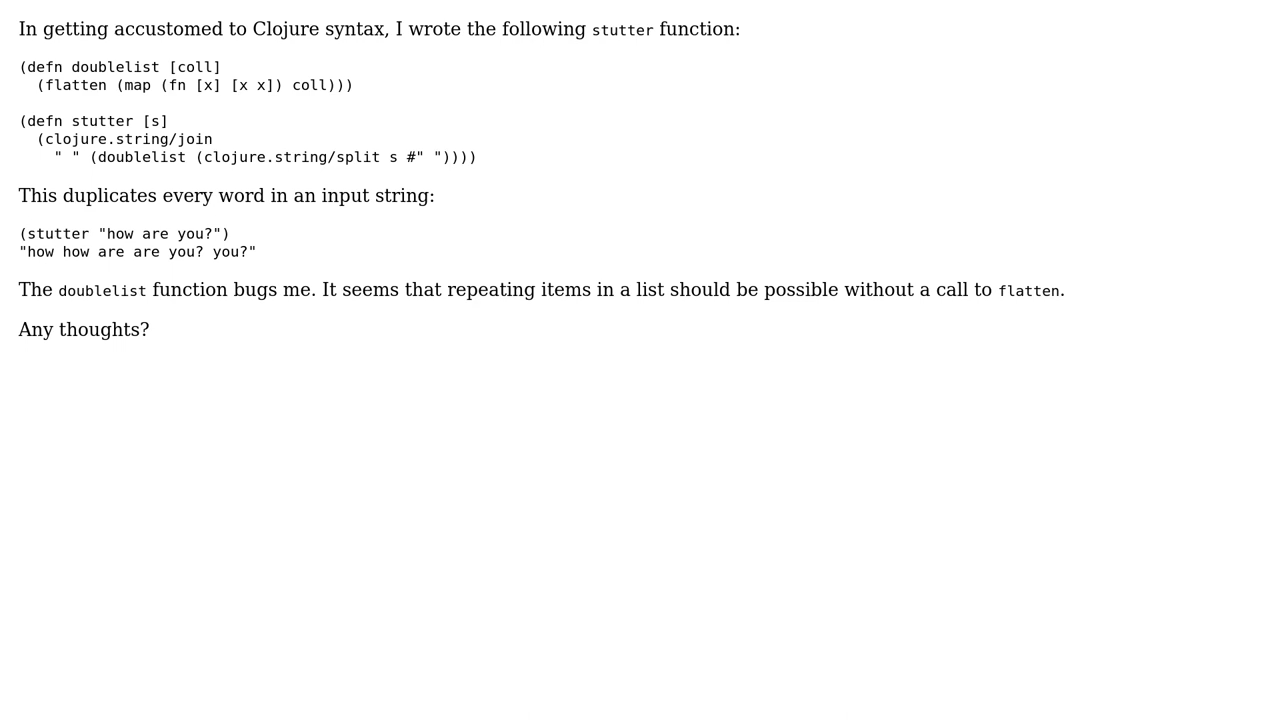 In getting accustomed to Clojure syntax, I wrote the following stutter function:
(defn doublelist [coll]
  (flatten (map (fn [x] [x x]) coll)))
(defn stutter [s]
  (clojure.string/join
    " " (doublelist (clojure.string/split s #" "))))
This duplicates every word in an input string:
(stutter "how are you?")
"how how are are you? you?"
The doublelist function bugs me. It seems that repeating items in a list should be possible without a call to flatten.
Any thoughts?